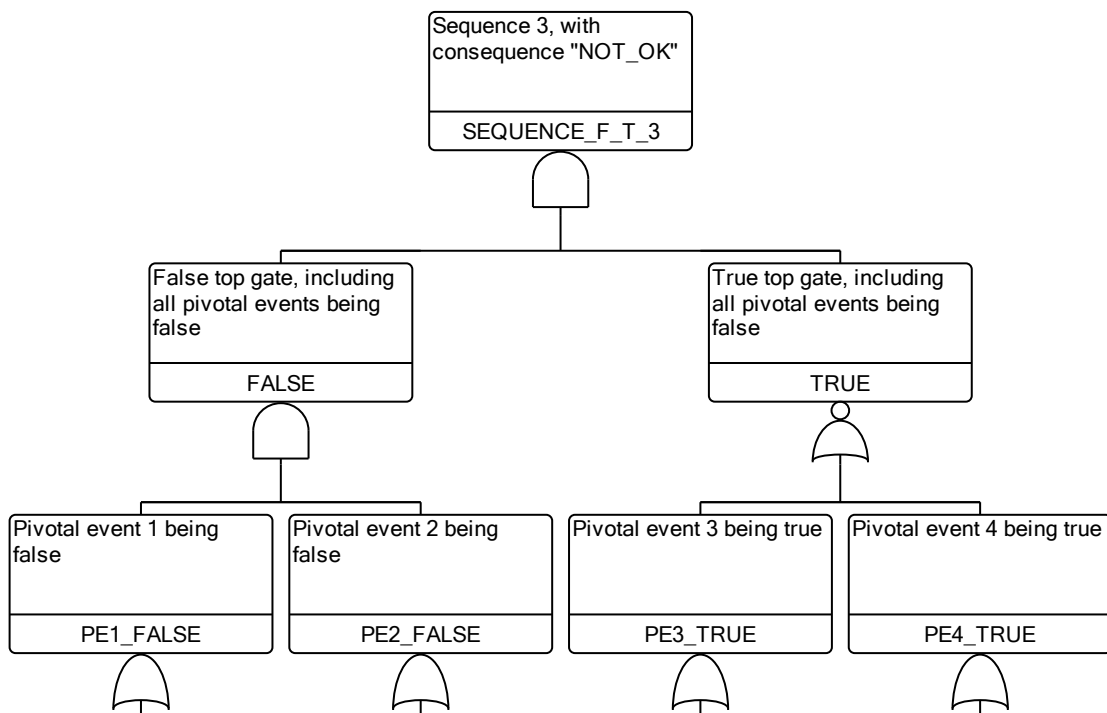 Sequence 3, with
consequence "NOT_OK"
SEQUENCE_F_T_3
False top gate, including
all pivotal events being
false
FALSE
True top gate, including
all pivotal events being
false
TRUE
Pivotal event 1 being
false
PE1_FALSE
Pivotal event 2 being
false
PE2_FALSE
Pivotal event 3 being true
PE3_TRUE
Pivotal event 4 being true
PE4_TRUE